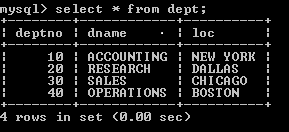 mysql> select * from dept;
+--------+------------+----------+
| deptno | dname      | loc      |
+--------+------------+----------+
|     10 | ACCOUNTING | NEW YORK |
|     20 | RESEARCH   | DALLAS   |
|     30 | SALES      | CHICAGO  |
|     40 | OPERATIONS | BOSTON   |
+--------+------------+----------+
4 rows in set (0.00 sec)